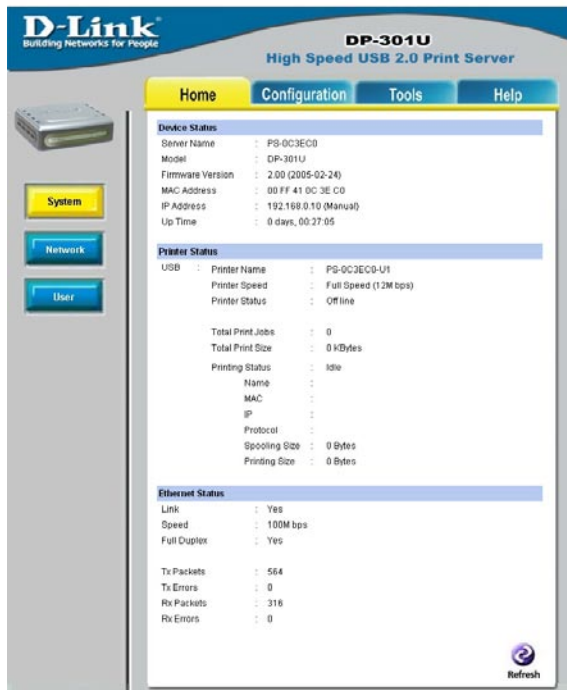 D-Link
Building Networks for People
DP-301U
High Speed USB 2.0 Print Server
Home Configuration Tools Help
System
Network
User
Device Status
Server Name : PS-0C3EC0
Model : DP-301U
Firmware Version : 2.00 (2005-02-24)
MAC Address : 00 FF 41 0C 3E C0
IP Address : 192.168.0.10 (Manual)
Up Time : 0 days, 00:27:05
Printer Status
USB : Printer Name : PS-0C3EC0-U1
Printer Speed : Full Speed (12M bps)
Printer Status : Off line
Total Print Jobs : 0
Total Print Size : 0 KBytes
Printing Status : Idle
Name :
MAC :
IP :
Protocol :
Spooling Size : 0 Bytes
Printing Size : 0 Bytes
Ethernet Status
Link : Yes
Speed : 100M bps
Full Duplex : Yes
Tx Packets : 564
Tx Errors : 0
Rx Packets : 316
Rx Errors : 0
Refresh